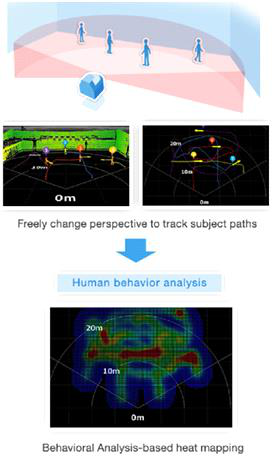 0m
20m
10m
0m
Freely change perspective to track subject paths
Human behavior analysis
20m
10m
0m
Behavioral Analysis-based heat mapping